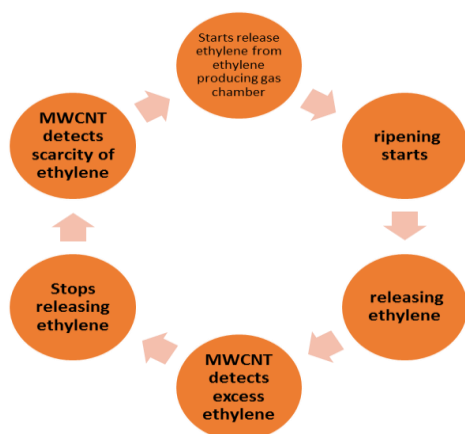 Starts release
ethylene from
ethylene
producing gas
chamber
ripening
starts
releasing
ethylene
MWCNT
detects
excess
ethylene
Stops
releasing
ethylene
MWCNT
detects
scarcity of
ethylene